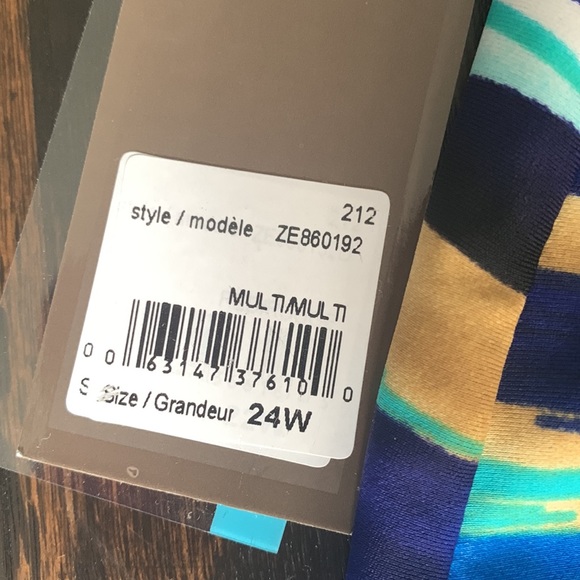 212
style / modèle ZE860192
MULTI/MULTI
0 0 63147 37610 0
Size / Grandeur 24W